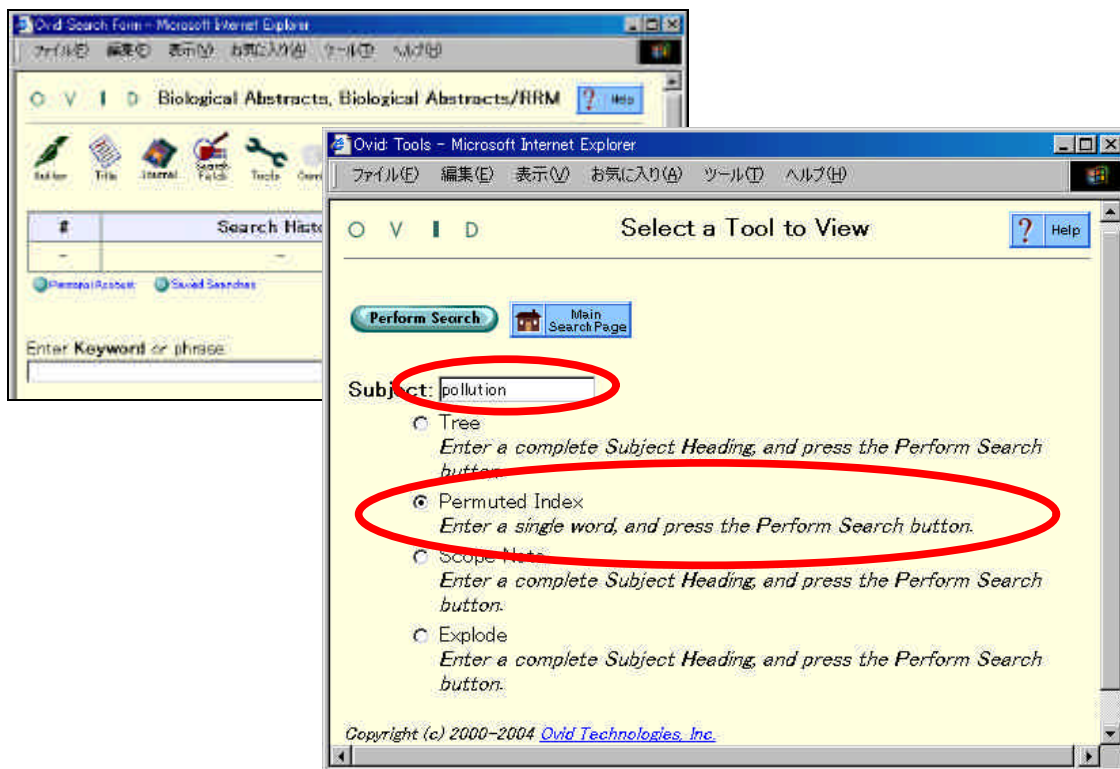 Ovid Search Form - Microsoft Internet Explorer
ファイル(F) 編集(E) 表示(V) お気に入り(A) ツール(T) ヘルプ(H)
O V I D Biological Abstracts, Biological Abstracts/RRM ? Help
Author Title Journal Search Fields Tools
# Search Histo
- -
Personal Account Saved Searches
Enter Keyword or phrase
Ovid: Tools - Microsoft Internet Explorer
ファイル(F) 編集(E) 表示(V) お気に入り(A) ツール(T) ヘルプ(H)
O V I D Select a Tool to View ? Help
Perform Search Main Search Page
Subject: pollution
Tree
Enter a complete Subject Heading, and press the Perform Search
button.
Permuted Index
Enter a single word, and press the Perform Search button.
Scope Note
Enter a complete Subject Heading, and press the Perform Search
button.
Explode
Enter a complete Subject Heading, and press the Perform Search
button.
Copyright (c) 2000-2004 Ovid Technologies, Inc.